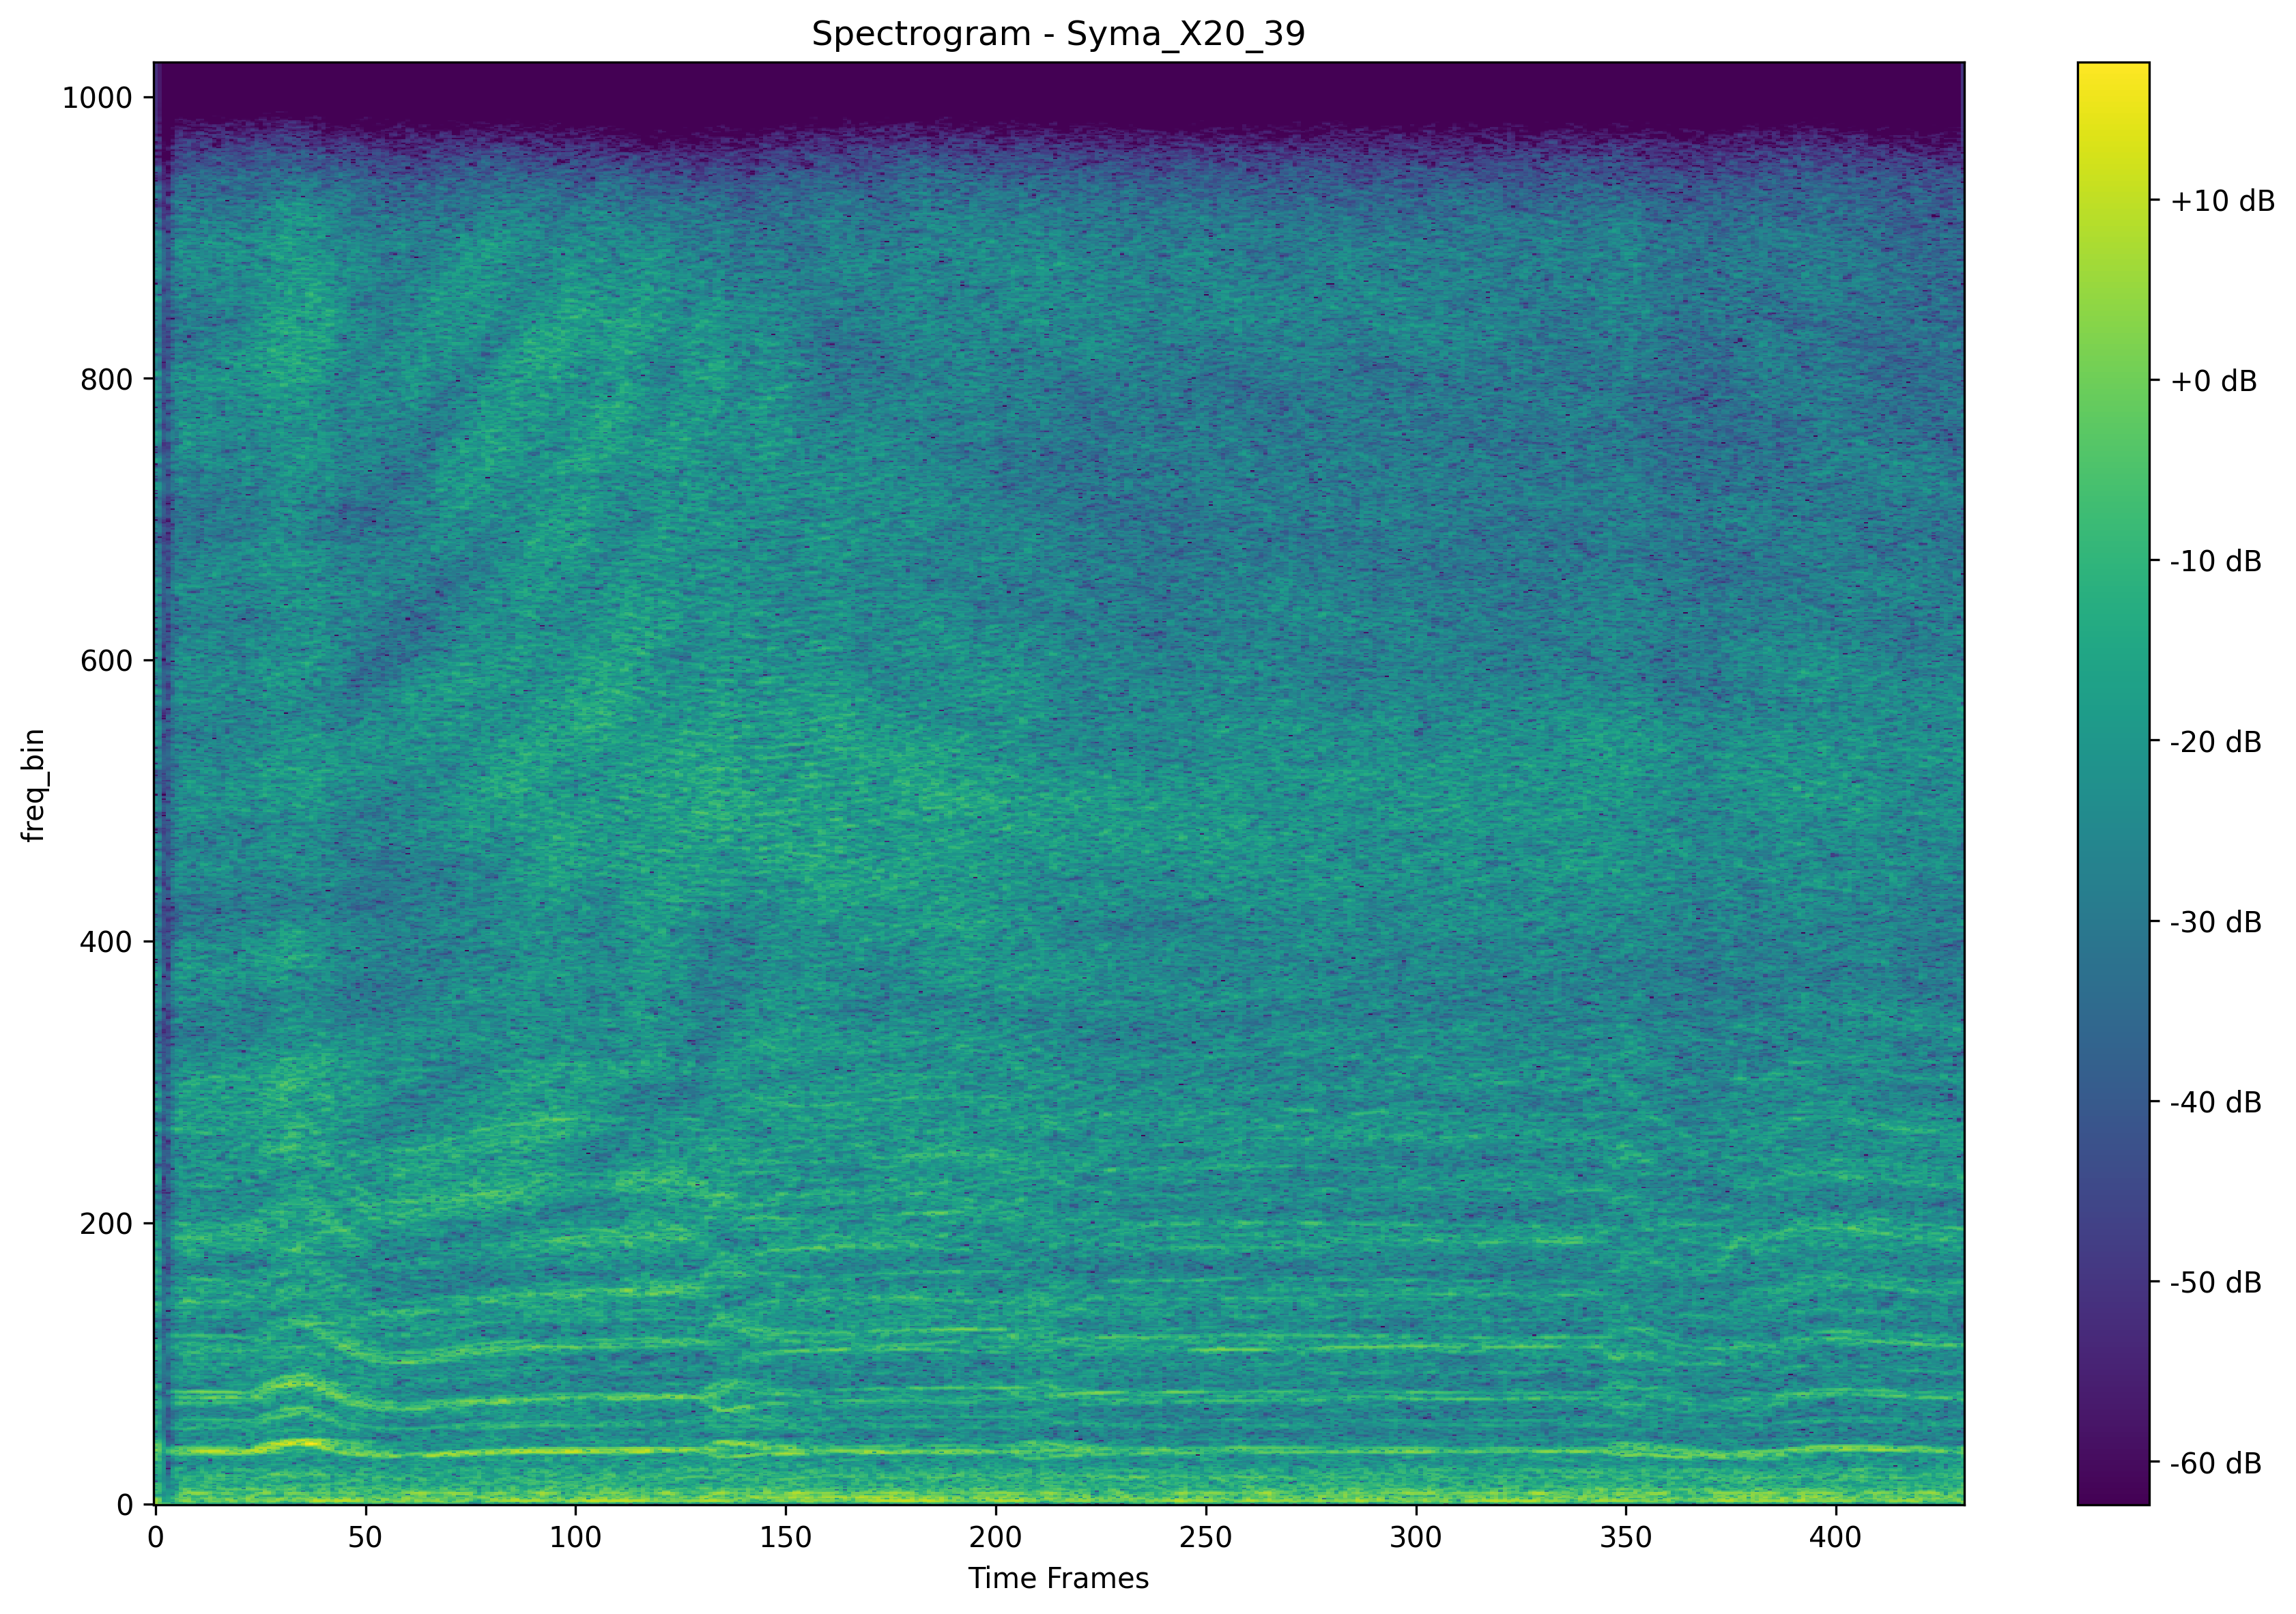 Spectrogram - Syma_X20_39
1000
800
600
400
200
0
freq_bin
0 50 100 150 200 250 300 350 400
Time Frames
+10 dB
+0 dB
-10 dB
-20 dB
-30 dB
-40 dB
-50 dB
-60 dB